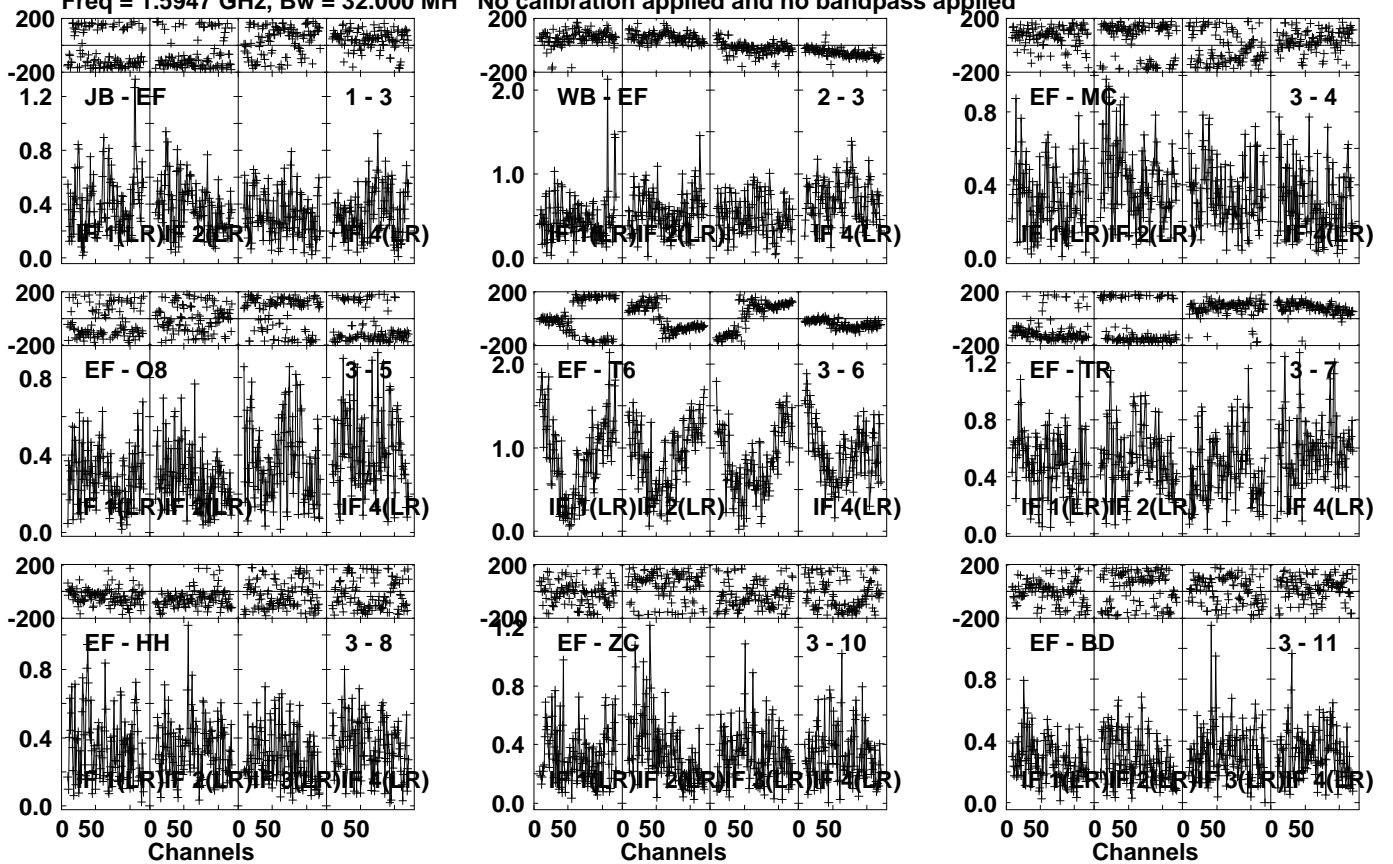 Freq = 1.5947 GHz, Bw = 32.000 MH No calibration applied and no bandpass applied
200
-200
JB - EF 1 - 3
1.2
0.8
0.4
0.0
IF 1(LR) IF 2(LR) IF 4(LR)
200
-200
WB - EF 2 - 3
2.0
1.0
0.0
IF 1(LR) IF 2(LR) IF 4(LR)
200
-200
EF - MC 3 - 4
0.8
0.4
0.0
IF 1(LR) IF 2(LR) IF 4(LR)
200
-200
EF - O8 3 - 5
0.8
0.4
0.0
IF 1(LR) IF 2(LR) IF 4(LR)
200
-200
EF - T6 3 - 6
2.0
1.0
0.0
IF 1(LR) IF 2(LR) IF 4(LR)
200
-200
EF - TR 3 - 7
1.2
0.8
0.4
0.0
IF 1(LR) IF 2(LR) IF 4(LR)
200
-200
EF - HH 3 - 8
0.8
0.4
0.0
IF 1(LR) IF 2(LR) IF 3(LR) IF 4(LR)
0 50 0 50 0 50 0 50
Channels
200
-200
1.2
EF - ZC 3 - 10
0.8
0.4
0.0
IF 1(LR) IF 2(LR) IF 3(LR) IF 4(LR)
0 50 0 50 0 50 0 50
Channels
200
-200
EF - BD 3 - 11
0.8
0.4
0.0
IF 1(LR) IF 2(LR) IF 3(LR) IF 4(LR)
0 50 0 50 0 50 0 50
Channels